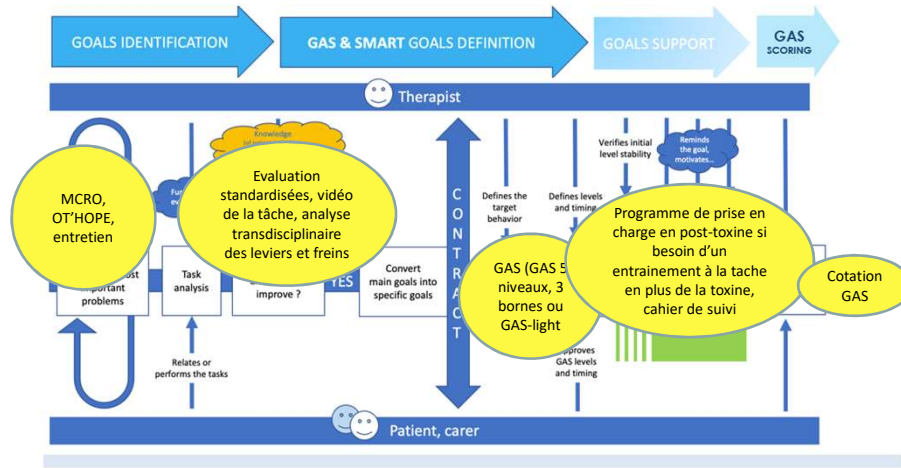 GOALS IDENTIFICATION
GAS & SMART GOALS DEFINITION
GOALS SUPPORT
GAS
SCORING
Therapist
Knowledge
MCRO,
OT'HOPE,
entretien
Evaluation
standardisées, vidéo
de la tâche, analyse
transdisciplinaire
des leviers et freins
important
problems
Task
analysis
improve ?
YES
Convert
main goals into
specific goals
Relates or
performs the tasks
CONTRACT
Defines the
target
behavior
Defines levels
and timing
Verifies initial
level stability
Reminds
the goal,
motivates...
GAS (GAS 5
niveaux, 3
bornes ou
GAS-light
GAS levels
and timing
Programme de prise en
charge en post-toxine si
besoin d'un
entrainement à la tache
en plus de la toxine,
cahier de suivi
Cotation
GAS
Patient, carer